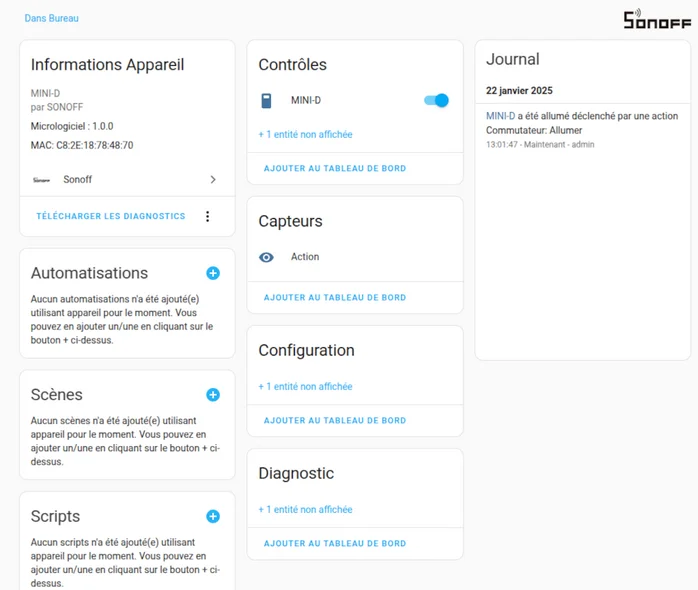 Dans Bureau
SONOFF
Informations Appareil
MINI-D
par SONOFF
Micrologiciel : 1.0.0
MAC: C8:2E:18:78:48:70
Sonoff
Sonoff
TÉLÉCHARGER LES DIAGNOSTICS
Automatisations
Aucun automatisations n'a été ajouté(e)
utilisant appareil pour le moment. Vous
pouvez en ajouter un/une en cliquant sur le
bouton + ci-dessus.
Scènes
Aucun scènes n'a été ajouté(e) utilisant
appareil pour le moment. Vous pouvez en
ajouter un/une en cliquant sur le bouton + ci-
dessus.
Scripts
Aucun scripts n'a été ajouté(e) utilisant
appareil pour le moment. Vous pouvez en
ajouter un/une en cliquant sur le bouton + ci-
dessus.
Contrôles
MINI-D
+ 1 entité non affichée
AJOUTER AU TABLEAU DE BORD
Capteurs
Action
AJOUTER AU TABLEAU DE BORD
Configuration
+ 1 entité non affichée
AJOUTER AU TABLEAU DE BORD
Diagnostic
+ 1 entité non affichée
AJOUTER AU TABLEAU DE BORD
Journal
22 janvier 2025
MINI-D a été allumé déclenché par une action
Commutateur: Allumer
13:01:47 - Maintenant - admin